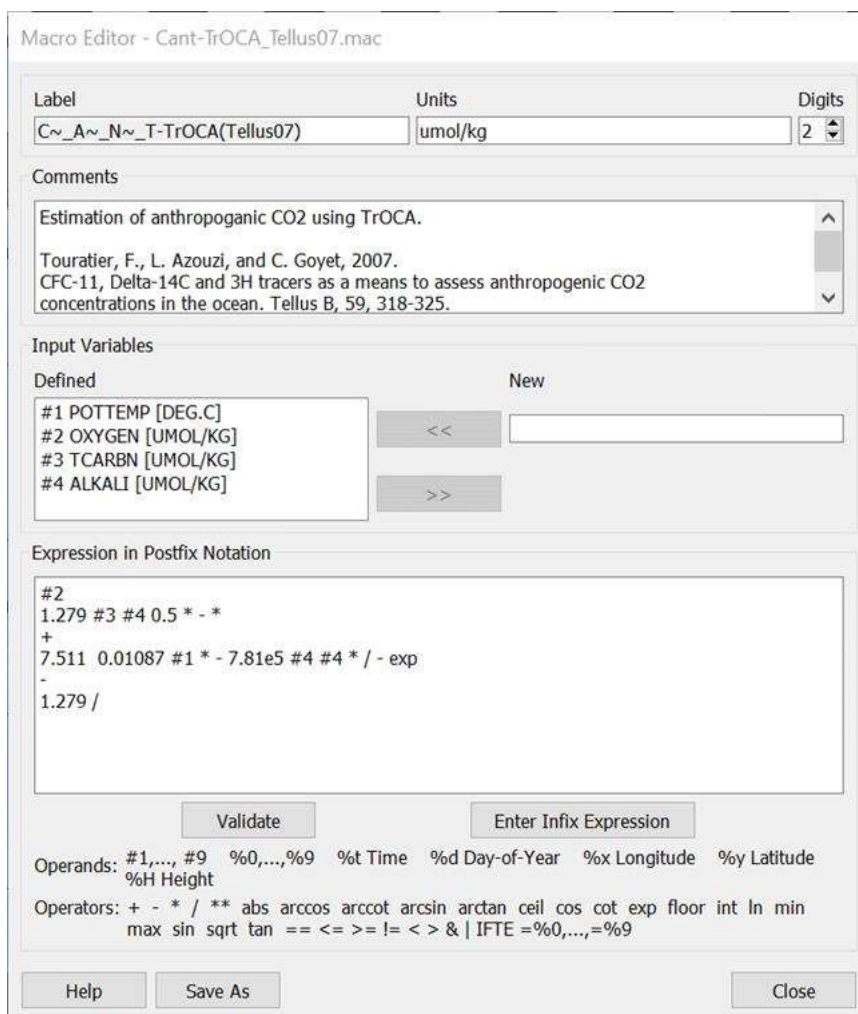 Macro Editor - Cant-TrOCA_Tellus07.mac
Label Units Digits
C~_A~_N~_T-TrOCA(Tellus07) umol/kg 2
Comments
Estimation of anthropoganic CO2 using TrOCA.
Touratier, F., L. Azouzi, and C. Goyet, 2007.
CFC-11, Delta-14C and 3H tracers as a means to assess anthropogenic CO2
concentrations in the ocean. Tellus B, 59, 318-325.
Input Variables
Defined New
#1 POTTEMP [DEG.C]
#2 OXYGEN [UMOL/KG]
#3 TCARBN [UMOL/KG]
#4 ALKALI [UMOL/KG]
<<
>>
Expression in Postfix Notation
#2
1.279 #3 #4 0.5 * - *
+
7.511 0.01087 #1 * - 7.81e5 #4 #4 * / - exp
-
1.279 /
Validate Enter Infix Expression
Operands: #1,..., #9 %0,...,%9 %t Time %d Day-of-Year %x Longitude %y Latitude
%H Height
Operators: + - * / ** abs arccos arccot arcsin arctan ceil cos cot exp floor int ln min
max sin sqrt tan == <= >= != < > & | IFTE =%0,...,=%9
Help Save As Close